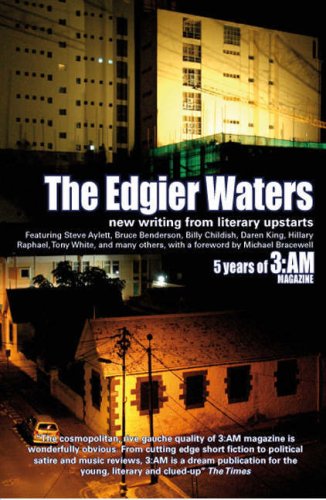 The Edgier Waters
new writing from literary upstarts
Featuring Steve Aylett, Bruce Benderson, Billy Childish, Daren King, Hillary
Raphael, Tony White, and many others, with a foreword by Michael Bracewell
5 years of 3:AM
MAGAZINE
"The cosmopolitan, rive gauche quality of 3:AM magazine is
wonderfully obvious. From cutting edge short fiction to political
satire and music reviews, 3:AM is a dream publication for the
young, literary and clued-up" The Times